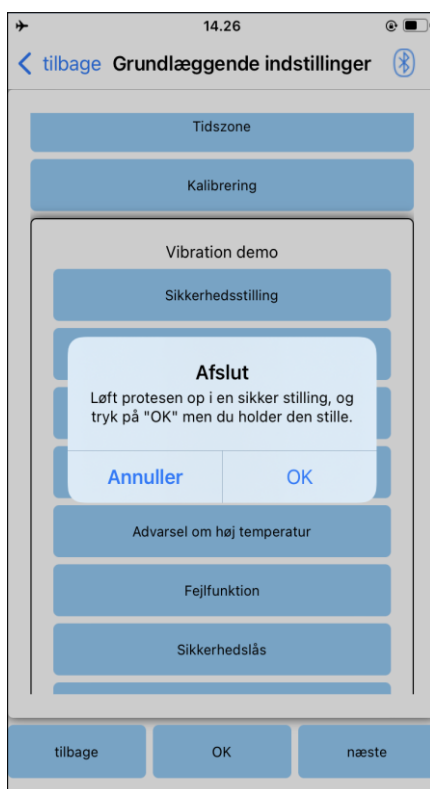 14.26
tilbage Grundlæggende indstillinger
Tidszone
Kalibrering
Vibration demo
Sikkerhedsstilling
Afslut
Løft protesen op i en sikker stilling, og
tryk på "OK" men du holder den stille.
Annuller OK
Advarsel om høj temperatur
Fejlfunktion
Sikkerhedslås
tilbage OK næste